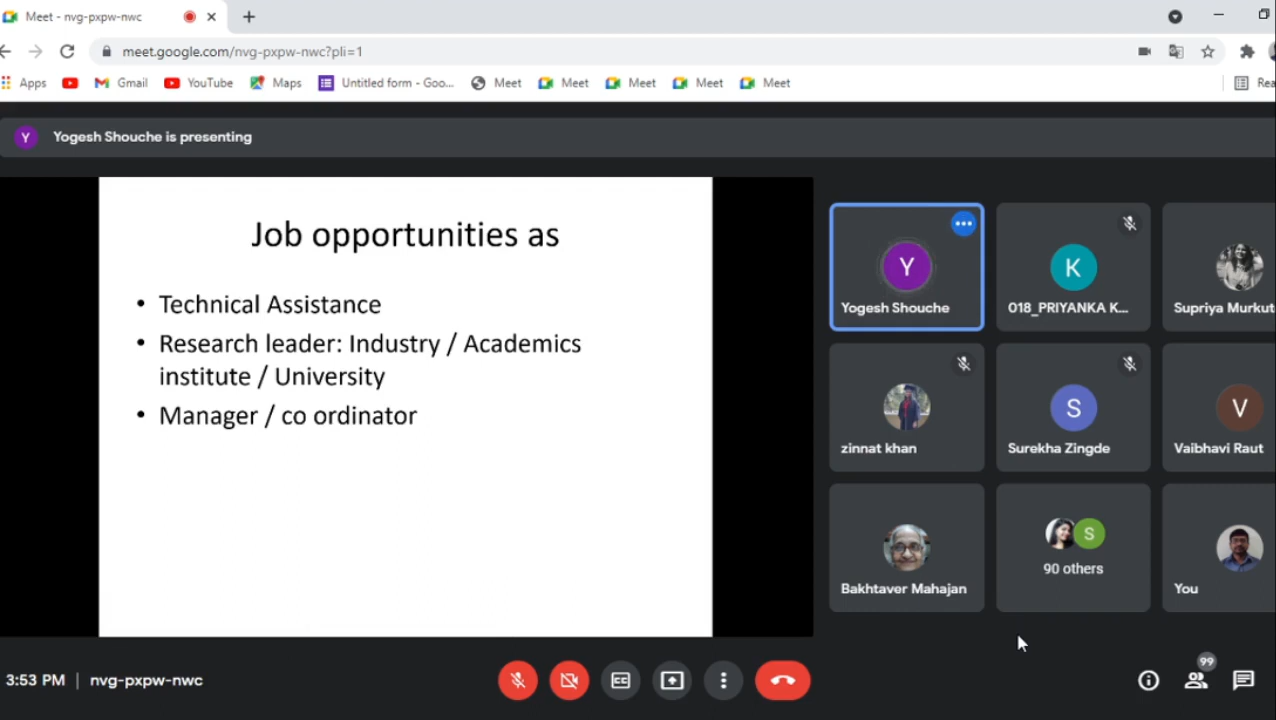 Meet - nvg-pxpw-nwc
meet.google.com/nvg-pxpw-nwc?pli=1
Apps Gmail YouTube Maps Untitled form - Goo... Meet Meet Meet Meet Meet
Y Yogesh Shouche is presenting
Job opportunities as
• Technical Assistance
• Research leader: Industry / Academics
institute / University
• Manager / co ordinator
Y
Yogesh Shouche
K
018_PRIYANKA K...
Supriya Murkut
zinnat khan
S
Surekha Zingde
V
Vaibhavi Raut
Bakhtaver Mahajan
S
90 others
You
3:53 PM | nvg-pxpw-nwc
99